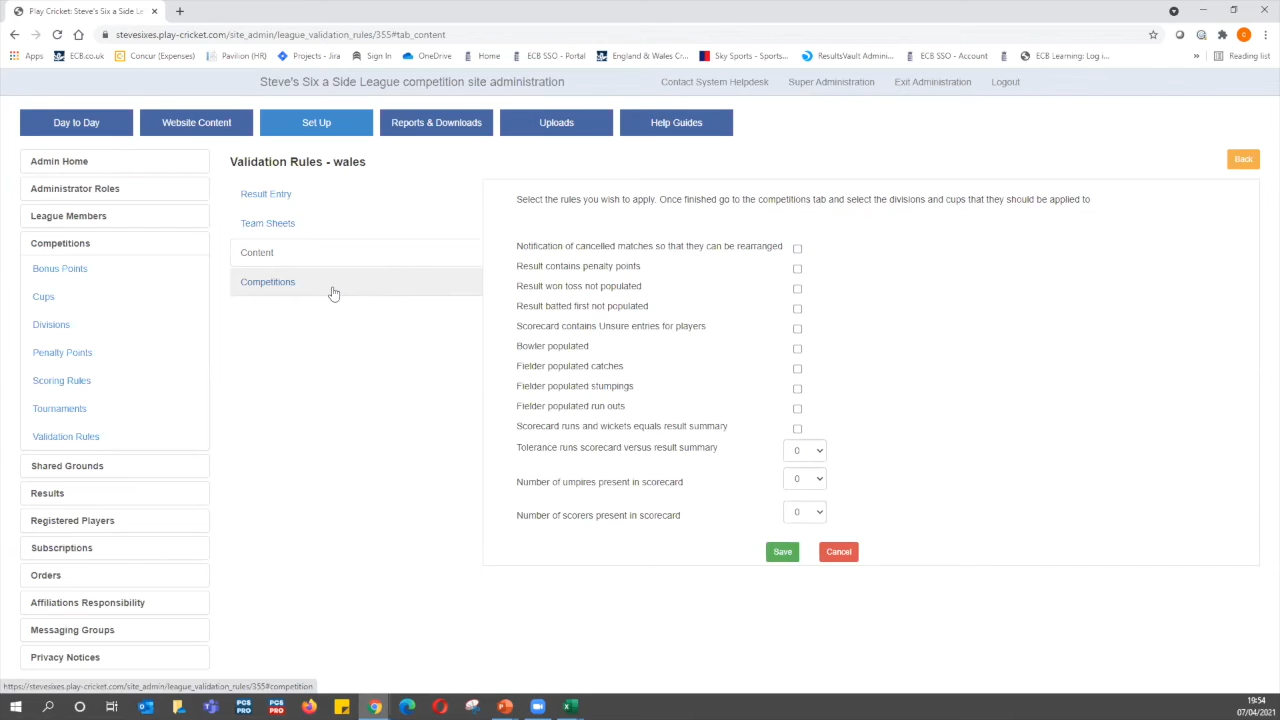 Play Cricket: Steve's Six a Side Le
stevesixes.play-cricket.com/site_admin/league_validation_rules/355#tab_content
Apps ECB.co.uk Concur (Expenses) Pavilion (HR) Projects - Jira Sign In OneDrive Home ECB SSO - Portal England & Wales Cr... Sky Sports - Sports... ResultsVault Admini... ECB SSO - Account ECB Learning: Log i... » Reading list
Steve's Six a Side League competition site administration Contact System Helpdesk Super Administration Exit Administration Logout
Day to Day Website Content Set Up Reports & Downloads Uploads Help Guides
Admin Home
Administrator Roles
League Members
Competitions
Bonus Points
Cups
Divisions
Penalty Points
Scoring Rules
Tournaments
Validation Rules
Shared Grounds
Results
Registered Players
Subscriptions
Orders
Affiliations Responsibility
Messaging Groups
Privacy Notices
Validation Rules - wales
Back
Result Entry
Team Sheets
Content
Competitions
Select the rules you wish to apply. Once finished go to the competitions tab and select the divisions and cups that they should be applied to
Notification of cancelled matches so that they can be rearranged
Result contains penalty points
Result won toss not populated
Result batted first not populated
Scorecard contains Unsure entries for players
Bowler populated
Fielder populated catches
Fielder populated stumpings
Fielder populated run outs
Scorecard runs and wickets equals result summary
Tolerance runs scorecard versus result summary 0
Number of umpires present in scorecard 0
Number of scorers present in scorecard 0
Save Cancel
https://stevesixes.play-cricket.com/site_admin/league_validation_rules/355#competition
PCS PRO PCS PRO
19:54
07/04/2021